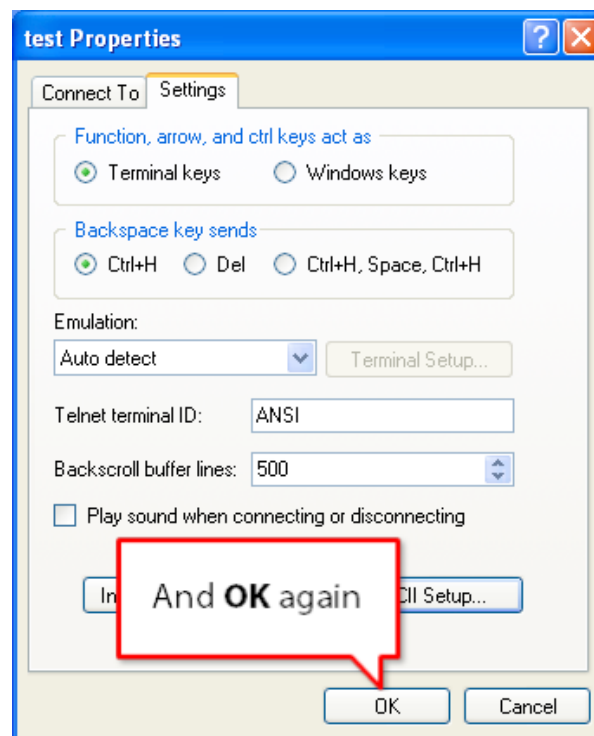 test Properties
Connect To Settings
Function, arrow, and ctrl keys act as
Terminal keys Windows keys
Backspace key sends
Ctrl+H Del Ctrl+H, Space, Ctrl+H
Emulation:
Auto detect Terminal Setup...
Telnet terminal ID: ANSI
Backscroll buffer lines: 500
Play sound when connecting or disconnecting
And OK again
Setup...
OK Cancel